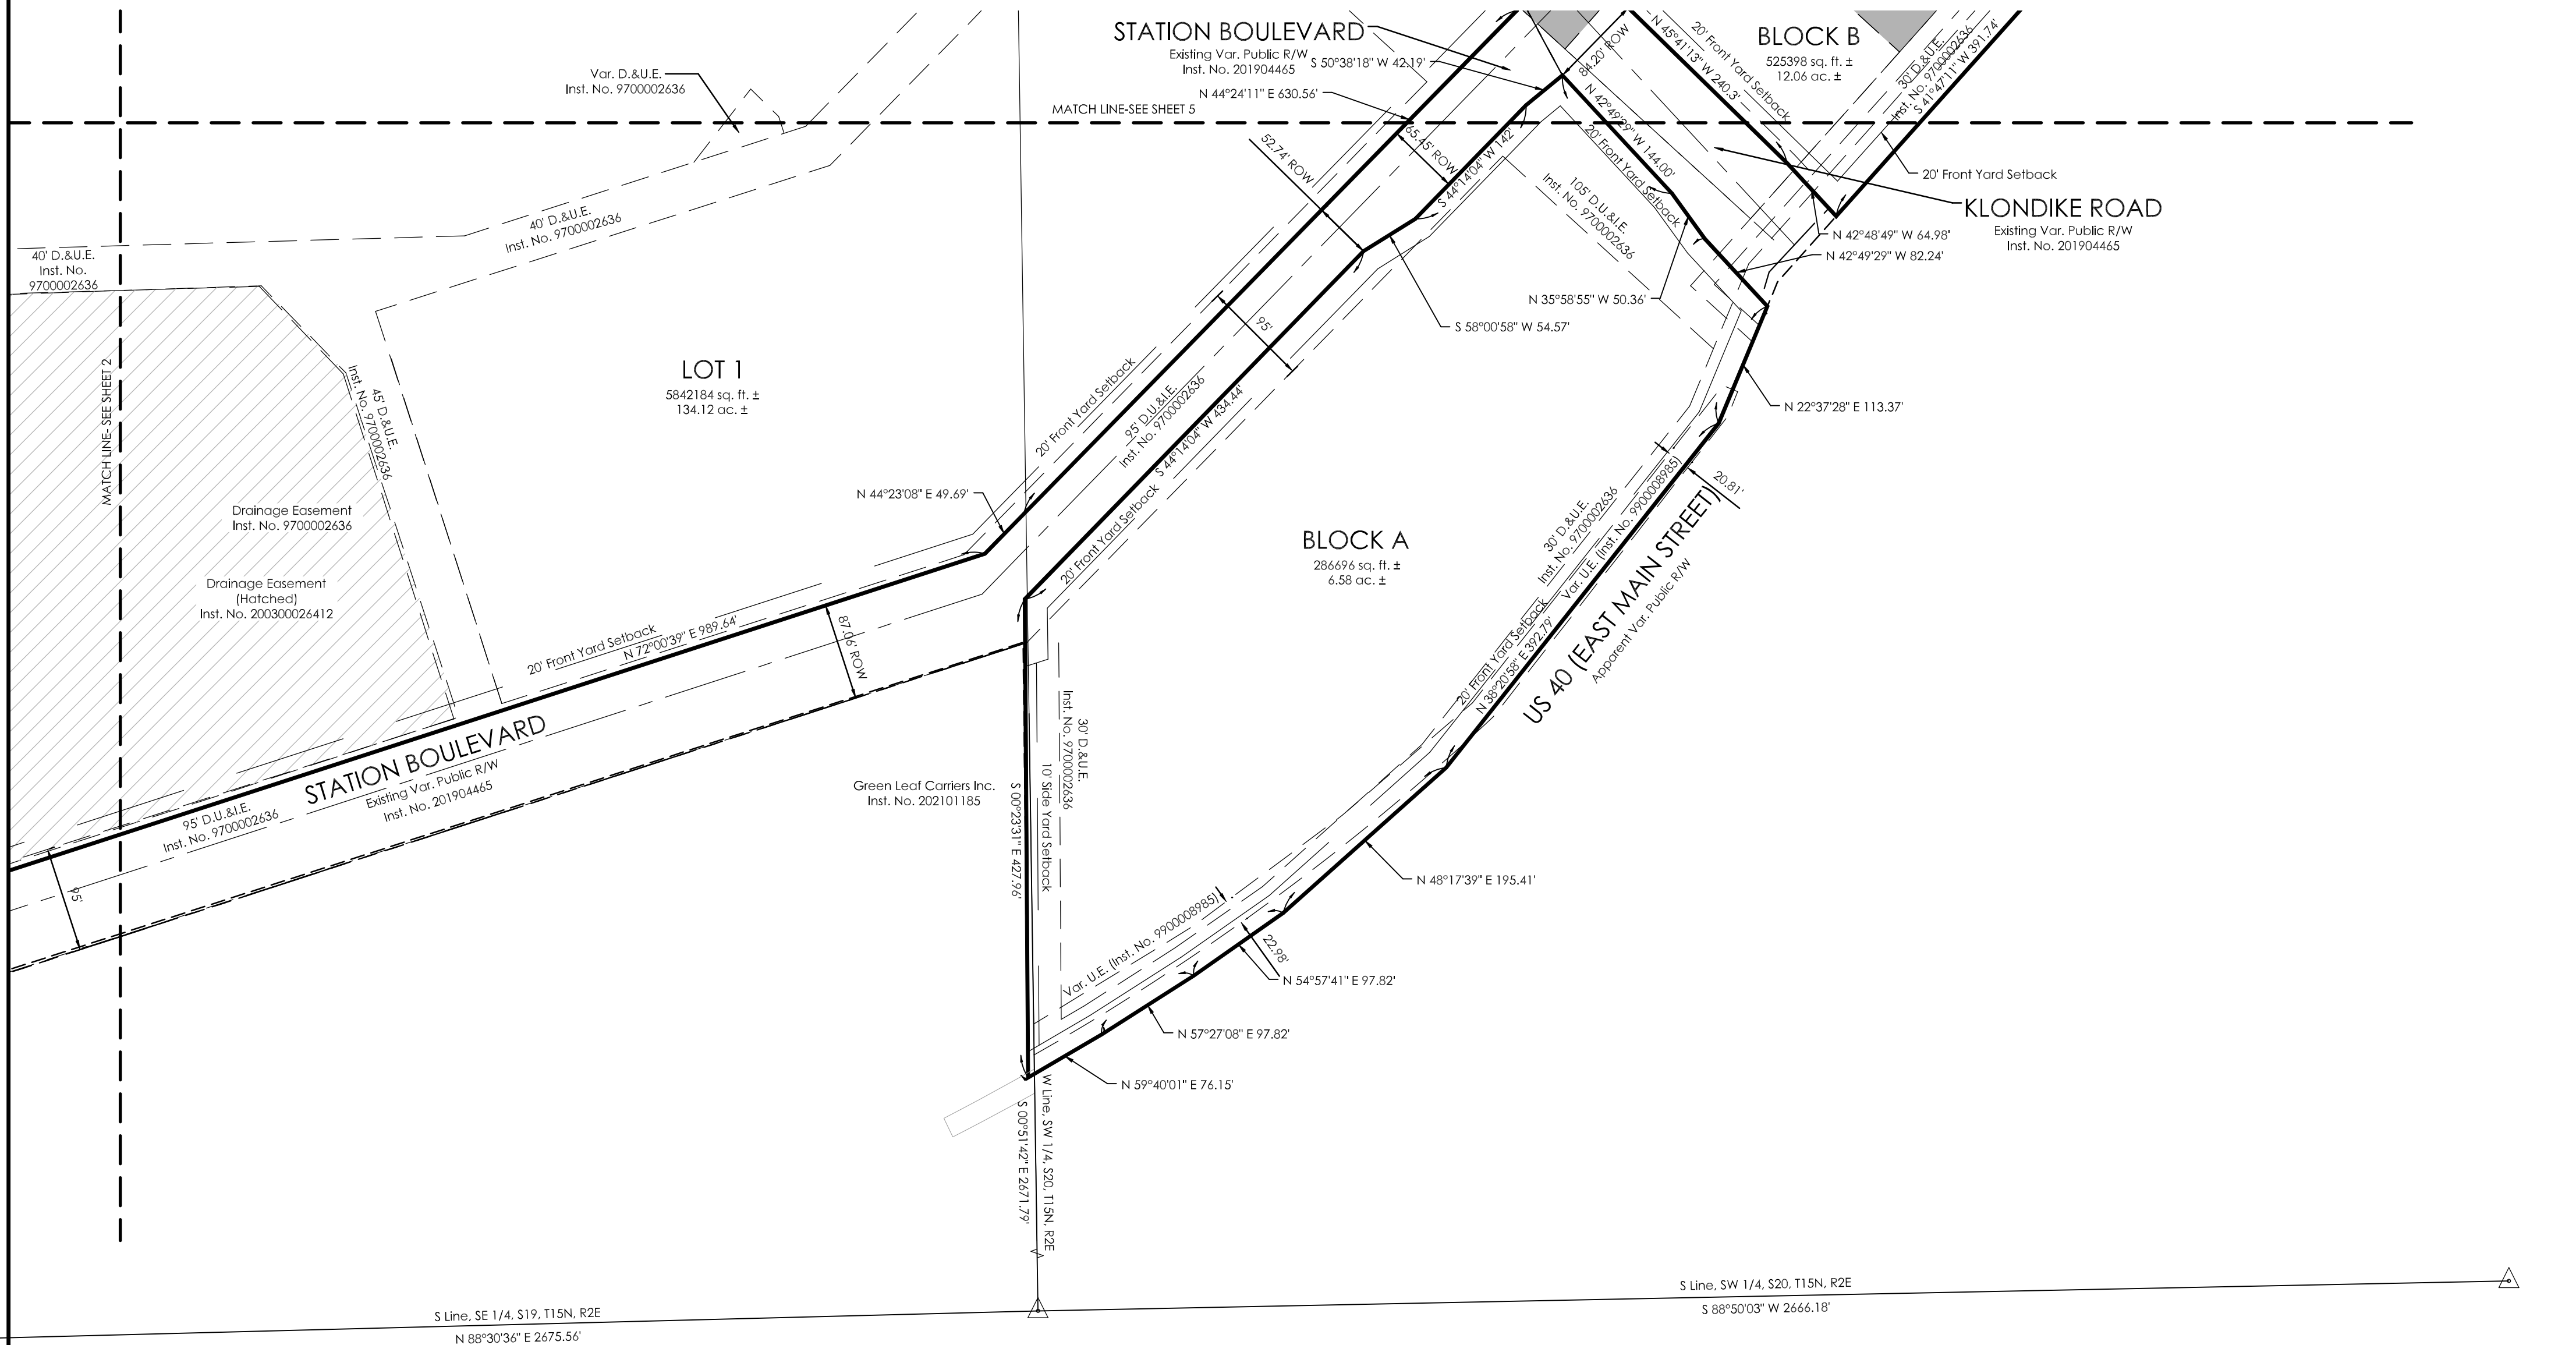 STATION BOULEVARD
Existing Var. Public R/W
Inst. No. 201904465
S 50°38'18" W 42.19'
N 44°24'11" E 630.56'
MATCH LINE-SEE SHEET 5
84.20' ROW
N 45°41'13" W 240.3'
20' Front Yard Setback
BLOCK B
525398 sq. ft. ±
12.06 ac. ±
30' D.&U.E.
Inst. No. 9700002636
S 41°47'11" W 391.74'
Var. D.&U.E.
Inst. No. 9700002636
52.74' ROW
65.45' ROW
S 44°14'04" W 142'
N 42°49'29" W 144.00'
20' Front Yard Setback
105' D.U.&I.E.
Inst. No. 9700002636
20' Front Yard Setback
KLONDIKE ROAD
Existing Var. Public R/W
Inst. No. 201904465
N 42°48'49" W 64.98'
N 42°49'29" W 82.24'
N 35°58'55" W 50.36'
S 58°00'58" W 54.57'
40' D.&U.E.
Inst. No. 9700002636
40' D.&U.E.
Inst. No.
9700002636
MATCH LINE- SEE SHEET 2
45' D.&U.E.
Inst. No. 9700002636
LOT 1
5842184 sq. ft. ±
134.12 ac. ±
95'
20' Front Yard Setback
95' D.U.&I.E.
Inst. No. 9700002636
S 44°14'04" W 434.44'
20' Front Yard Setback
N 44°23'08" E 49.69'
N 22°37'28" E 113.37'
20.81'
Drainage Easement
Inst. No. 9700002636
Drainage Easement
(Hatched)
Inst. No. 200300026412
BLOCK A
286696 sq. ft. ±
6.58 ac. ±
30' D.&U.E.
Inst. No. 9700002636
Var. U.E. (Inst. No. 9900008985)
20' Front Yard Setback
N 38°20'58" E 392.79'
US 40 (EAST MAIN STREET)
Apparent Var. Public R/W
20' Front Yard Setback
N 72°00'39" E 989.64'
87.06' ROW
STATION BOULEVARD
Existing Var. Public R/W
Inst. No. 201904465
95' D.U.&I.E.
Inst. No. 9700002636
95'
Green Leaf Carriers Inc.
Inst. No. 202101185
S 00°23'31" E 427.96'
10' Side Yard Setback
30' D.&U.E.
Inst. No. 9700002636
N 48°17'39" E 195.41'
Var. U.E. (Inst. No. 9900008985)
22.98'
N 54°57'41" E 97.82'
N 57°27'08" E 97.82'
N 59°40'01" E 76.15'
W Line, SW 1/4, S20, T15N, R2E
S 00°51'42" E 2671.79'
S Line, SE 1/4, S19, T15N, R2E
N 88°30'36" E 2675.56'
S Line, SW 1/4, S20, T15N, R2E
S 88°50'03" W 2666.18'